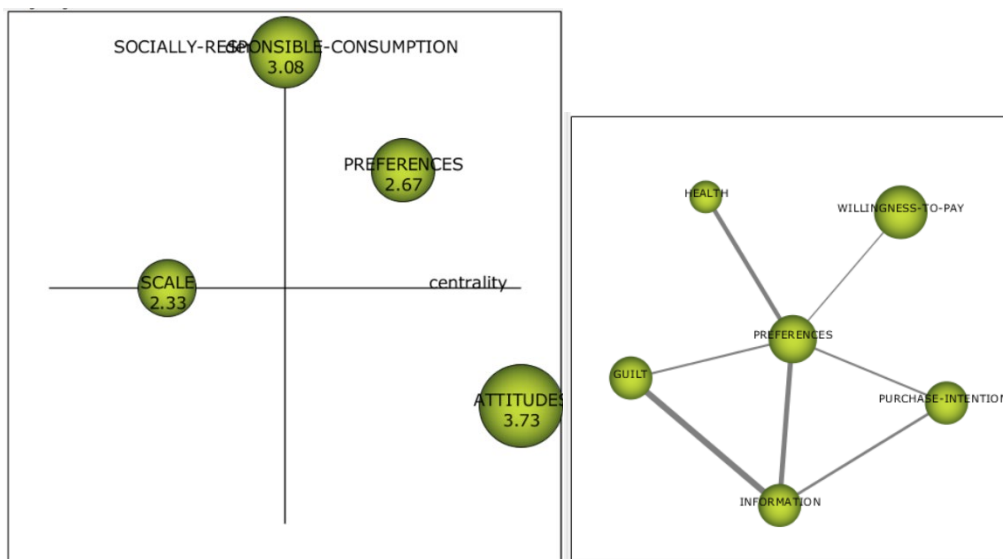 SOCIALLY-RESPONSIBLE-CONSUMPTION
3.08
PREFERENCES
2.67
SCALE
2.33
centrality
ATTITUDES
3.73
HEALTH
WILLINGNESS-TO-PAY
PREFERENCES
GUILT
PURCHASE-INTENTION
INFORMATION